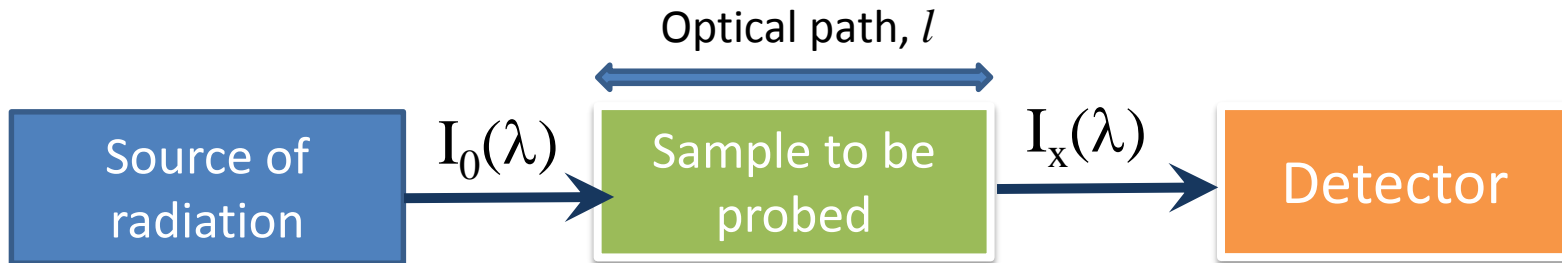 Optical path, l
Source of
radiation
I₀(λ)
Sample to be
probed
Iₓ(λ)
Detector